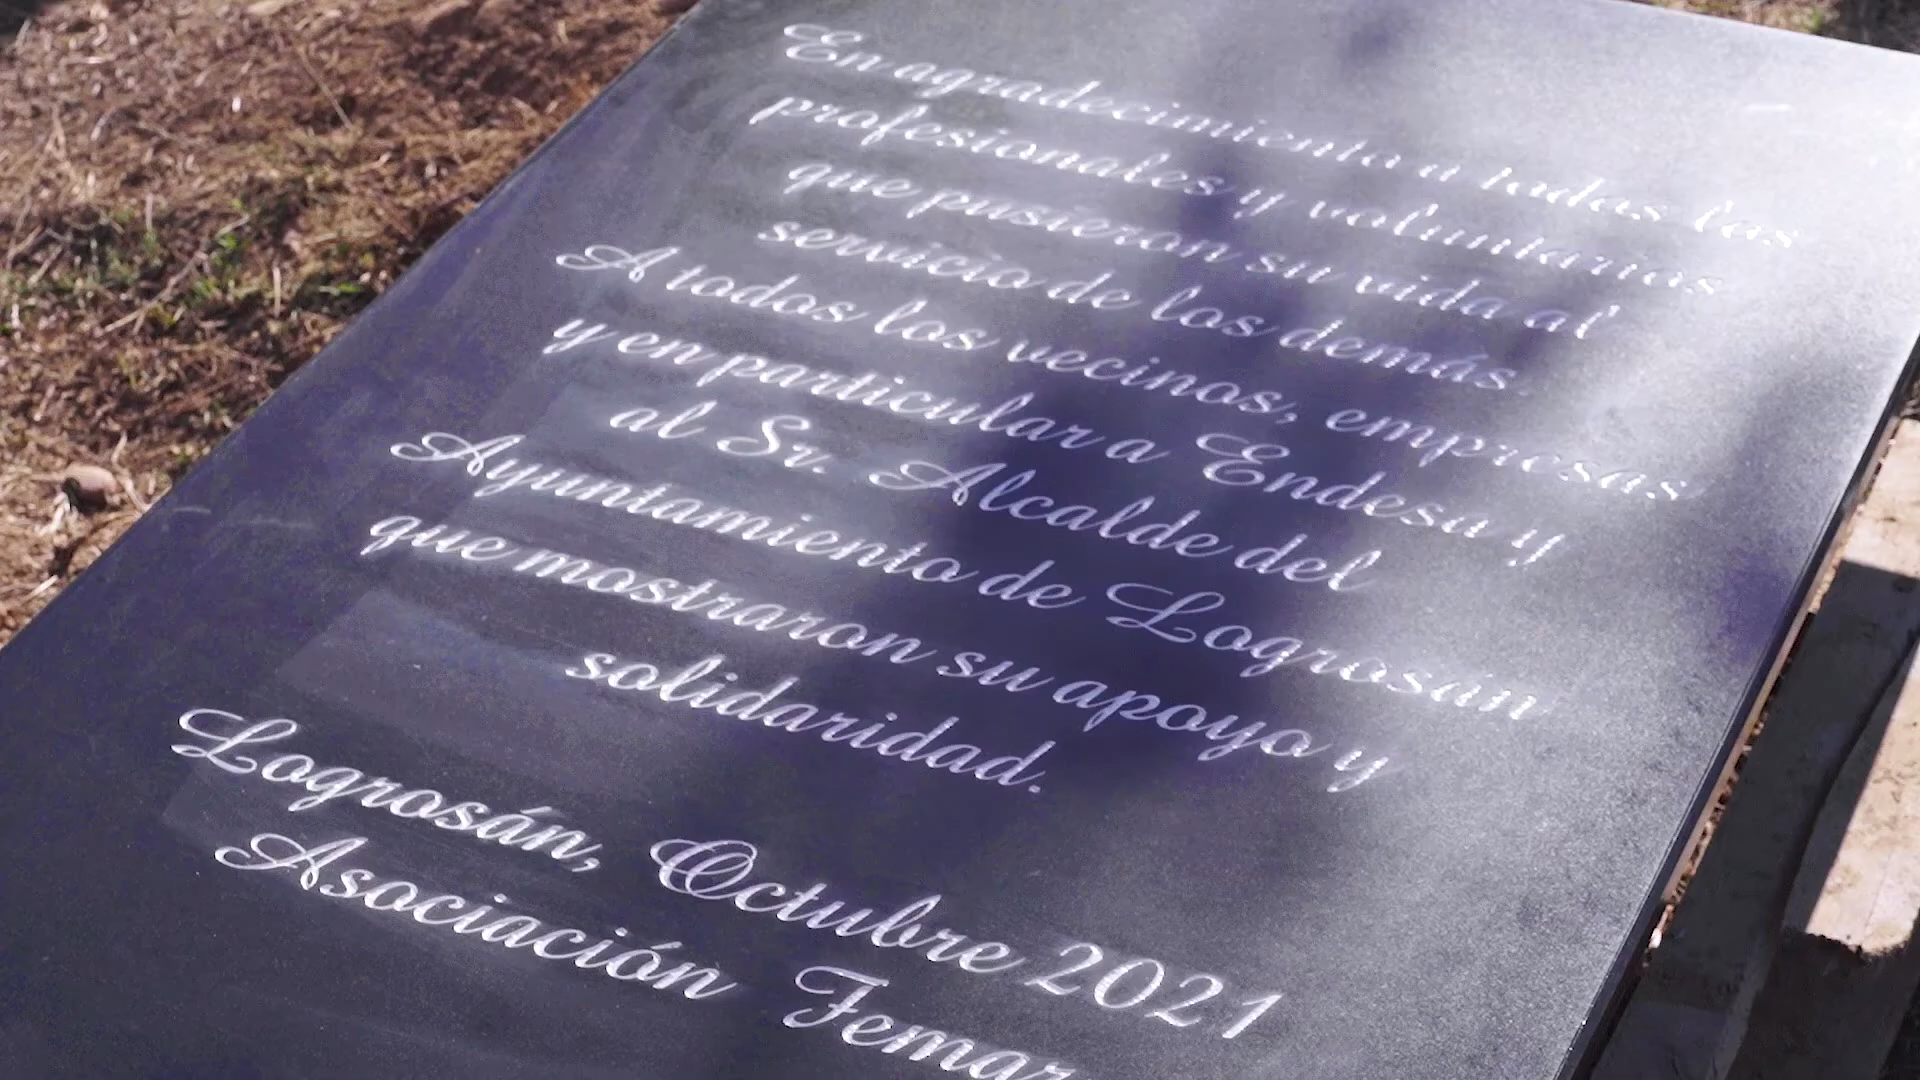 En agradecimiento a todos los
profesionales y voluntarios
que pusieron su vida al
servicio de los demás.
A todos los vecinos, empresas
y en particular a Endesa y
al Sr. Alcalde del
Ayuntamiento de Logrosán
que mostraron su apoyo y
solidaridad.
Logrosán, Octubre 2021
Asociación Femar